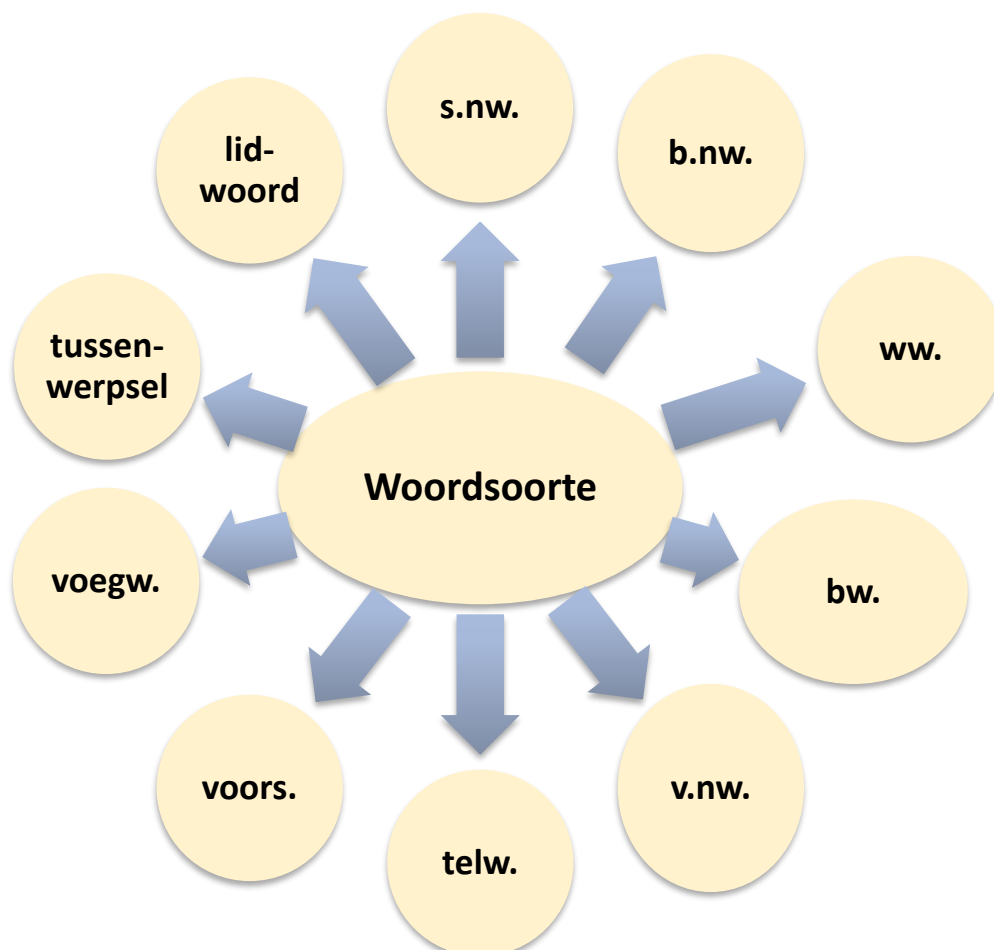 s.nw.
b.nw.
lid-
woord
tussen-
werpsel
ww.
Woordsoorte
voegw.
bw.
voors.
v.nw.
telw.